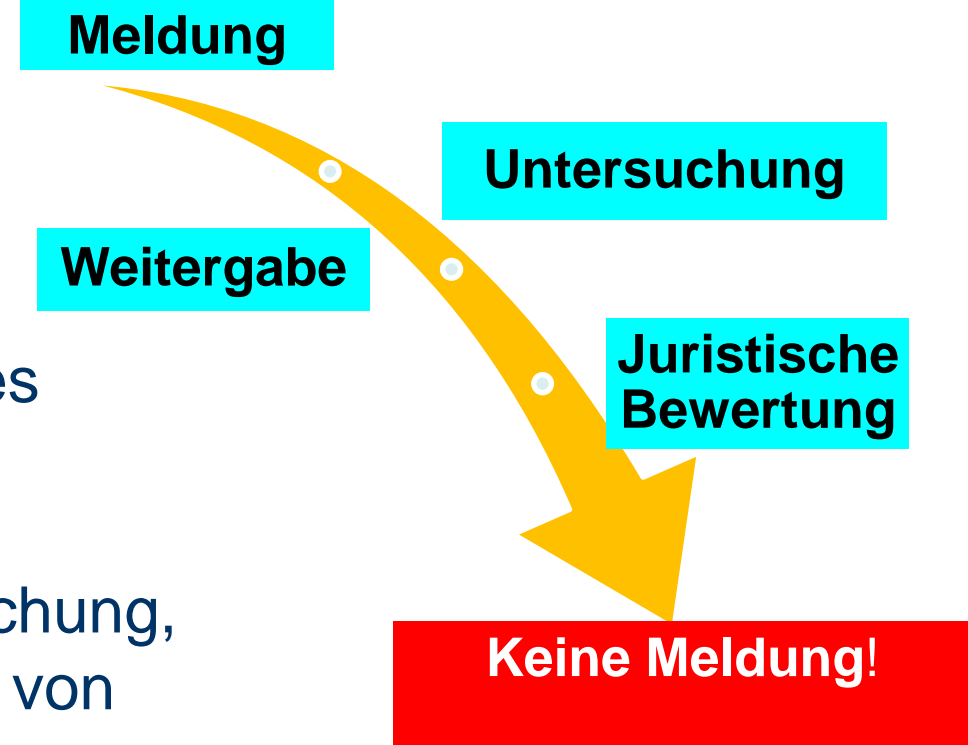 Meldung
Untersuchung
Weitergabe
Juristische
Bewertung
es
chung,
von
Keine Meldung!